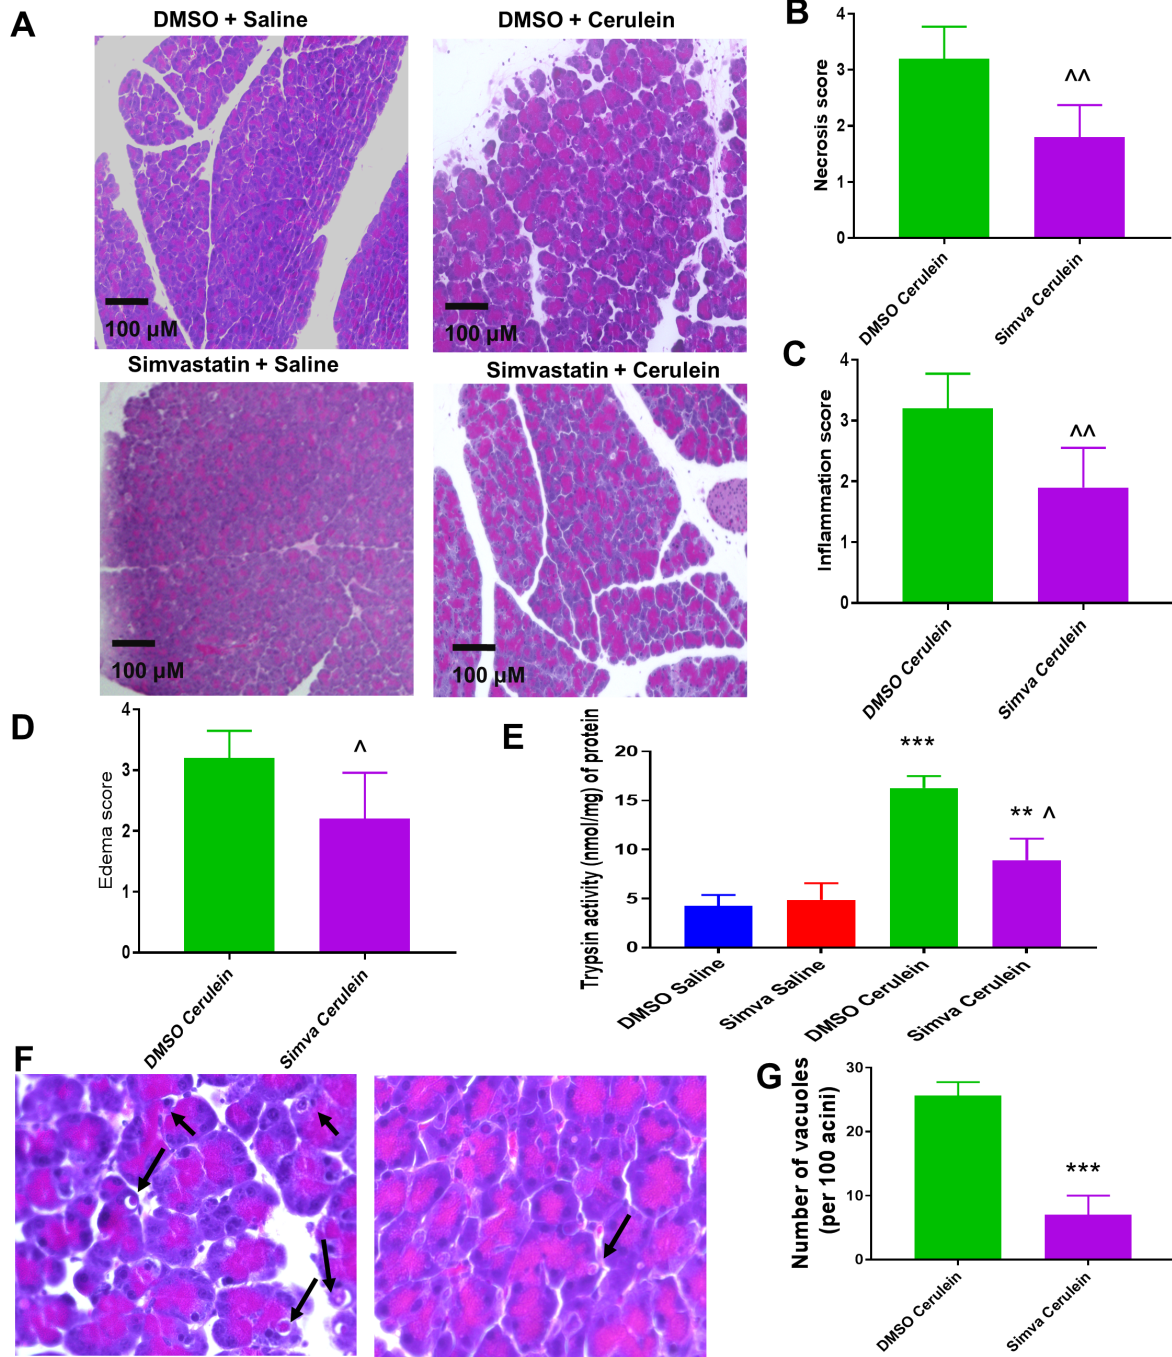 A
DMSO + Saline
DMSO + Cerulein
100 µM
100 µM
Simvastatin + Saline
Simvastatin + Cerulein
100 µM
100 µM
B
Necrosis score
4
3
2
1
0
^^
DMSO Cerulein
Simva Cerulein
C
Inflammation score
4
3
2
1
0
^^
DMSO Cerulein
Simva Cerulein
D
Edema score
4
3
2
1
0
^
DMSO Cerulein
Simva Cerulein
E
Trypsin activity (nmol/mg) of protein
20
15
10
5
0
***
** ^
DMSO Saline
Simva Saline
DMSO Cerulein
Simva Cerulein
F
G
Number of vacuoles
(per 100 acini)
30
20
10
0
***
DMSO Cerulein
Simva Cerulein